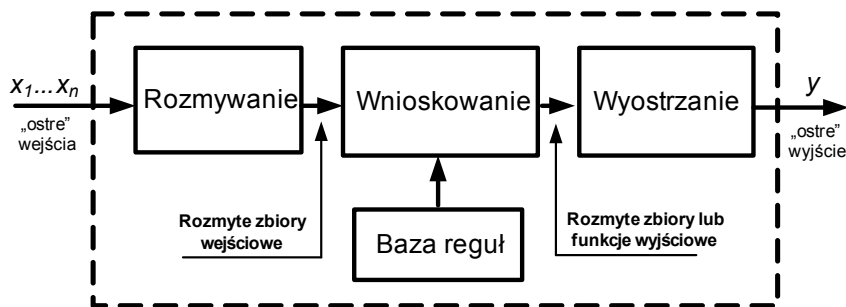 x1...xn
„ostre”
wejścia
Rozmywanie
Wnioskowanie
Wyostrzanie
y
„ostre”
wyjście
Rozmyte zbiory
wejściowe
Baza reguł
Rozmyte zbiory lub
funkcje wyjściowe